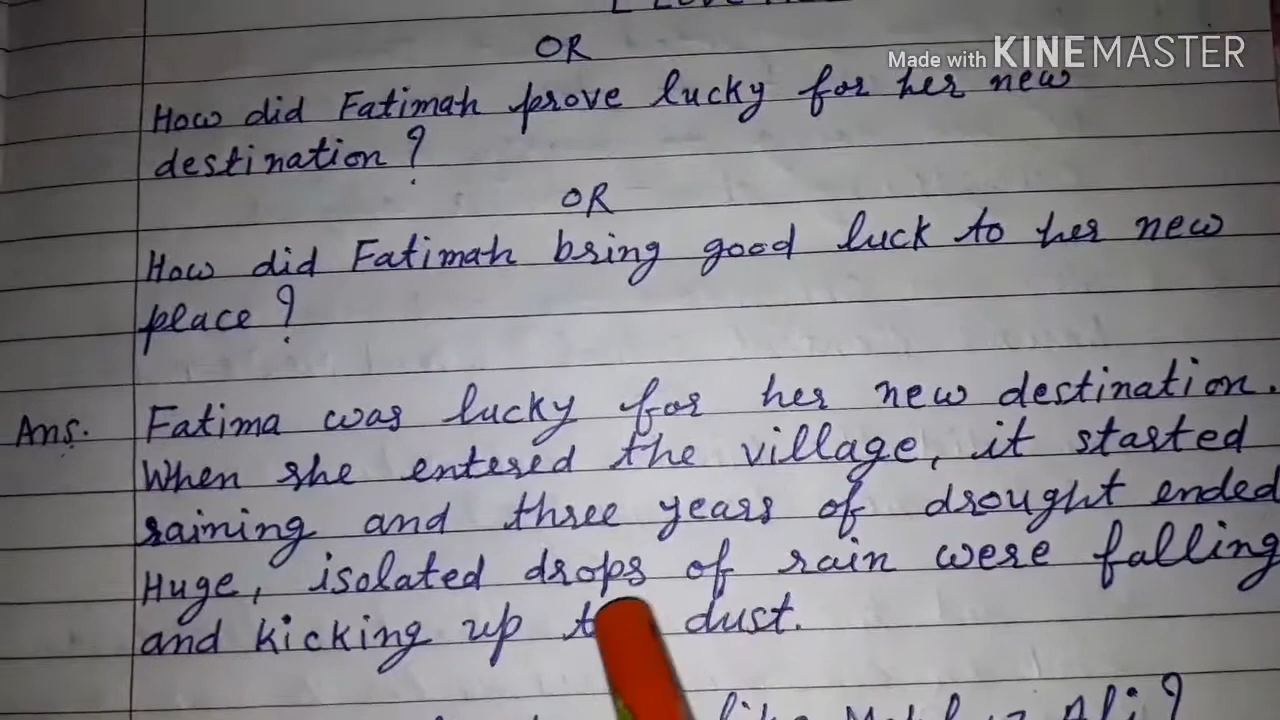 OR
Made with KINEMASTER
How did Fatimah prove lucky for her new
destination?
OR
How did Fatimah bring good luck to her new
place?
Ans. Fatima was lucky for her new destination.
When she entered the village, it started
raining and three years of drought ended
Huge, isolated drops of rain were falling
and kicking up dust.
like Ali?